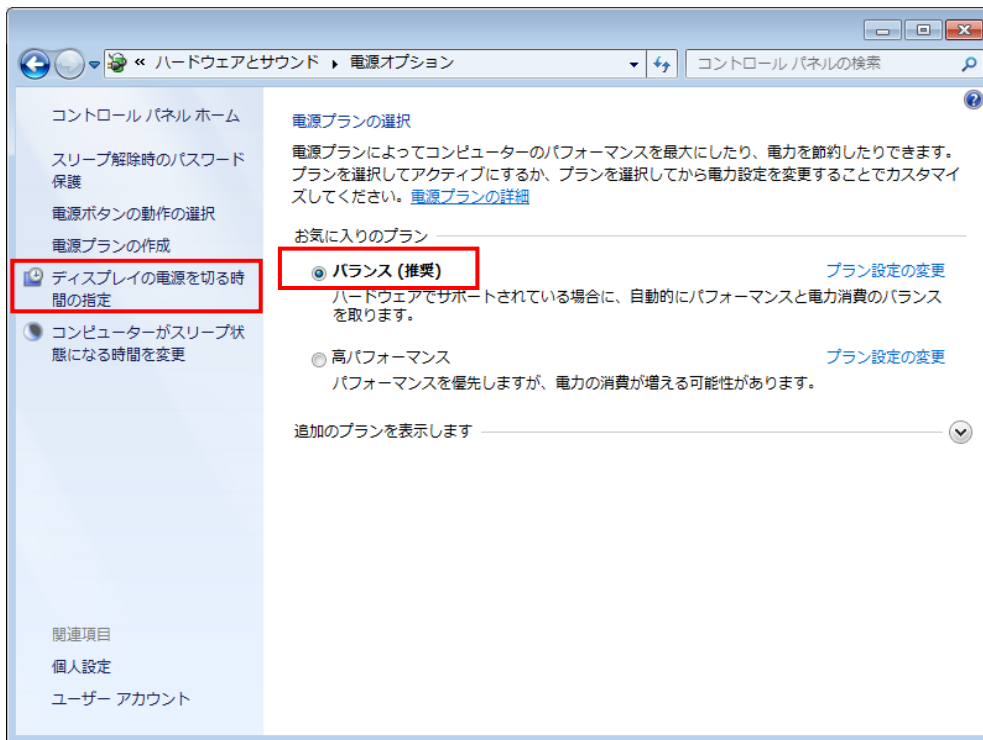 « ハードウェアとサウンド ▸ 電源オプション
コントロール パネルの検索
コントロール パネル ホーム
スリープ解除時のパスワード
保護
電源ボタンの動作の選択
電源プランの作成
ディスプレイの電源を切る時
間の指定
コンピューターがスリープ状
態になる時間を変更
関連項目
個人設定
ユーザー アカウント
電源プランの選択
電源プランによってコンピューターのパフォーマンスを最大にしたり、電力を節約したりできます。
プランを選択してアクティブにするか、プランを選択してから電力設定を変更することでカスタマイ
ズしてください。電源プランの詳細
お気に入りのプラン
バランス (推奨) プラン設定の変更
ハードウェアでサポートされている場合に、自動的にパフォーマンスと電力消費のバランス
を取ります。
高パフォーマンス プラン設定の変更
パフォーマンスを優先しますが、電力の消費が増える可能性があります。
追加のプランを表示します